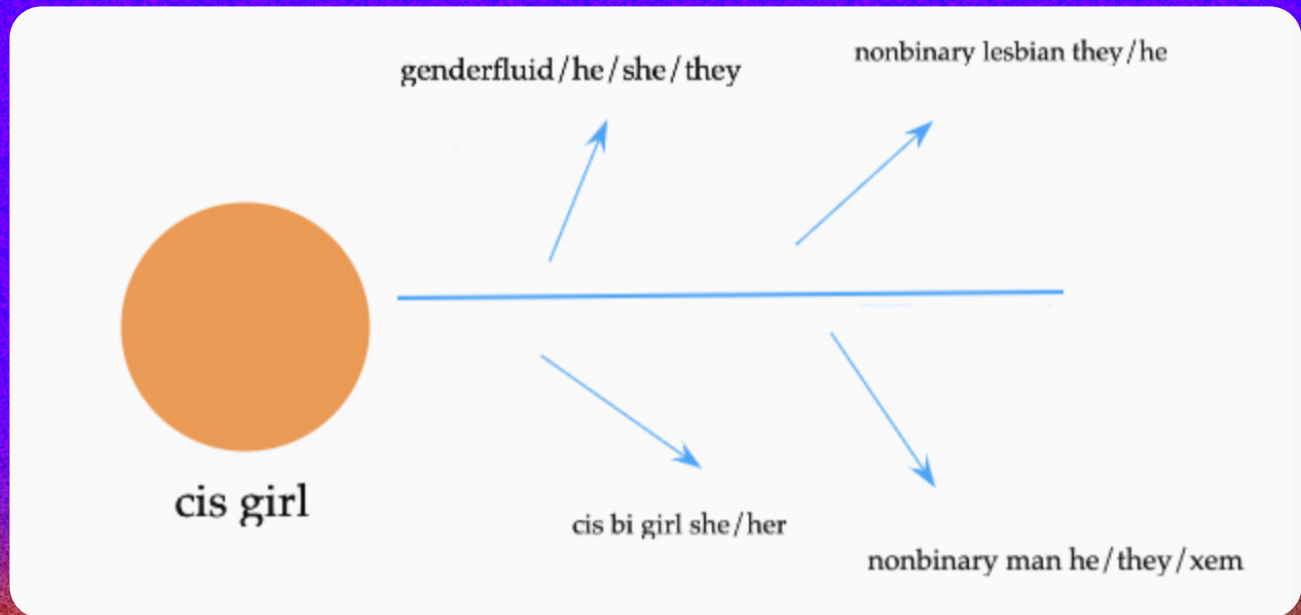 genderfluid/he/she/they
nonbinary lesbian they/he
cis girl
cis bi girl she/her
nonbinary man he/they/xem